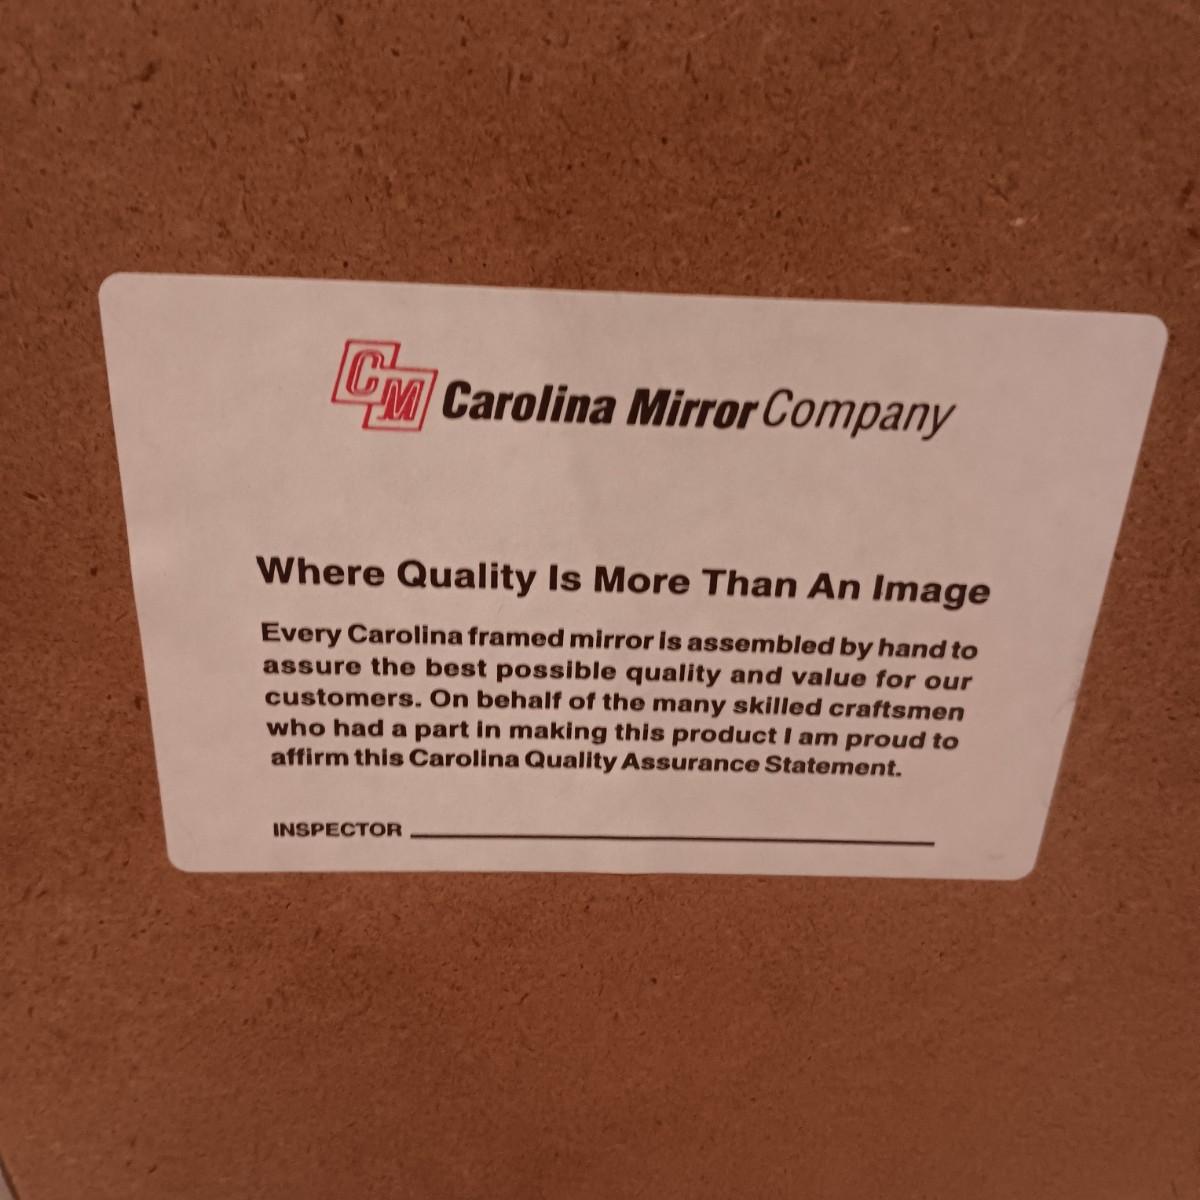 CM Carolina Mirror Company
Where Quality Is More Than An Image
Every Carolina framed mirror is assembled by hand to
assure the best possible quality and value for our
customers. On behalf of the many skilled craftsmen
who had a part in making this product I am proud to
affirm this Carolina Quality Assurance Statement.
INSPECTOR